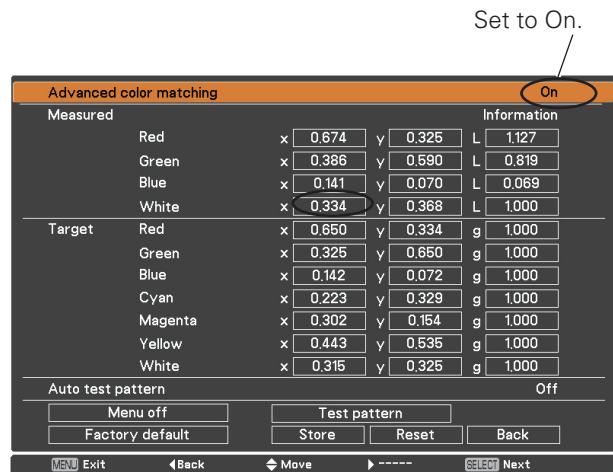 Set to On.
Advanced color matching On
Measured Information
Red x 0.674 y 0.325 L 1.127
Green x 0.386 y 0.590 L 0.819
Blue x 0.141 y 0.070 L 0.069
White x 0.334 y 0.368 L 1.000
Target Red x 0.650 y 0.334 g 1.000
Green x 0.325 y 0.650 g 1.000
Blue x 0.142 y 0.072 g 1.000
Cyan x 0.223 y 0.329 g 1.000
Magenta x 0.302 y 0.154 g 1.000
Yellow x 0.443 y 0.535 g 1.000
White x 0.315 y 0.325 g 1.000
Auto test pattern Off
Menu off Test pattern
Factory default Store Reset Back
MENU Exit ◀Back Move ▶----- SELECT Next